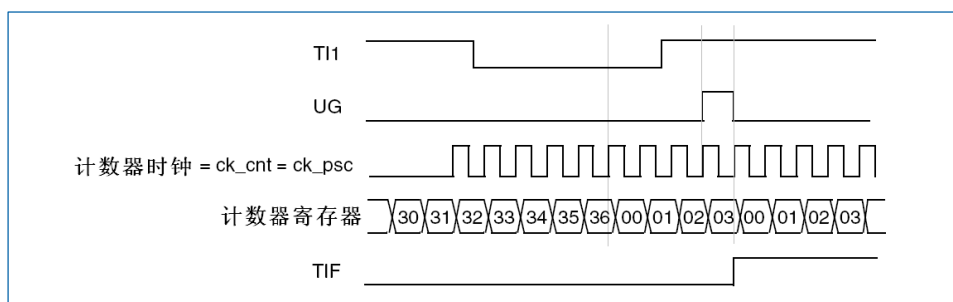 TI1
UG
计数器时钟 = ck_cnt = ck_psc
计数器寄存器 30 31 32 33 34 35 36 00 01 02 03 00 01 02 03
TIF